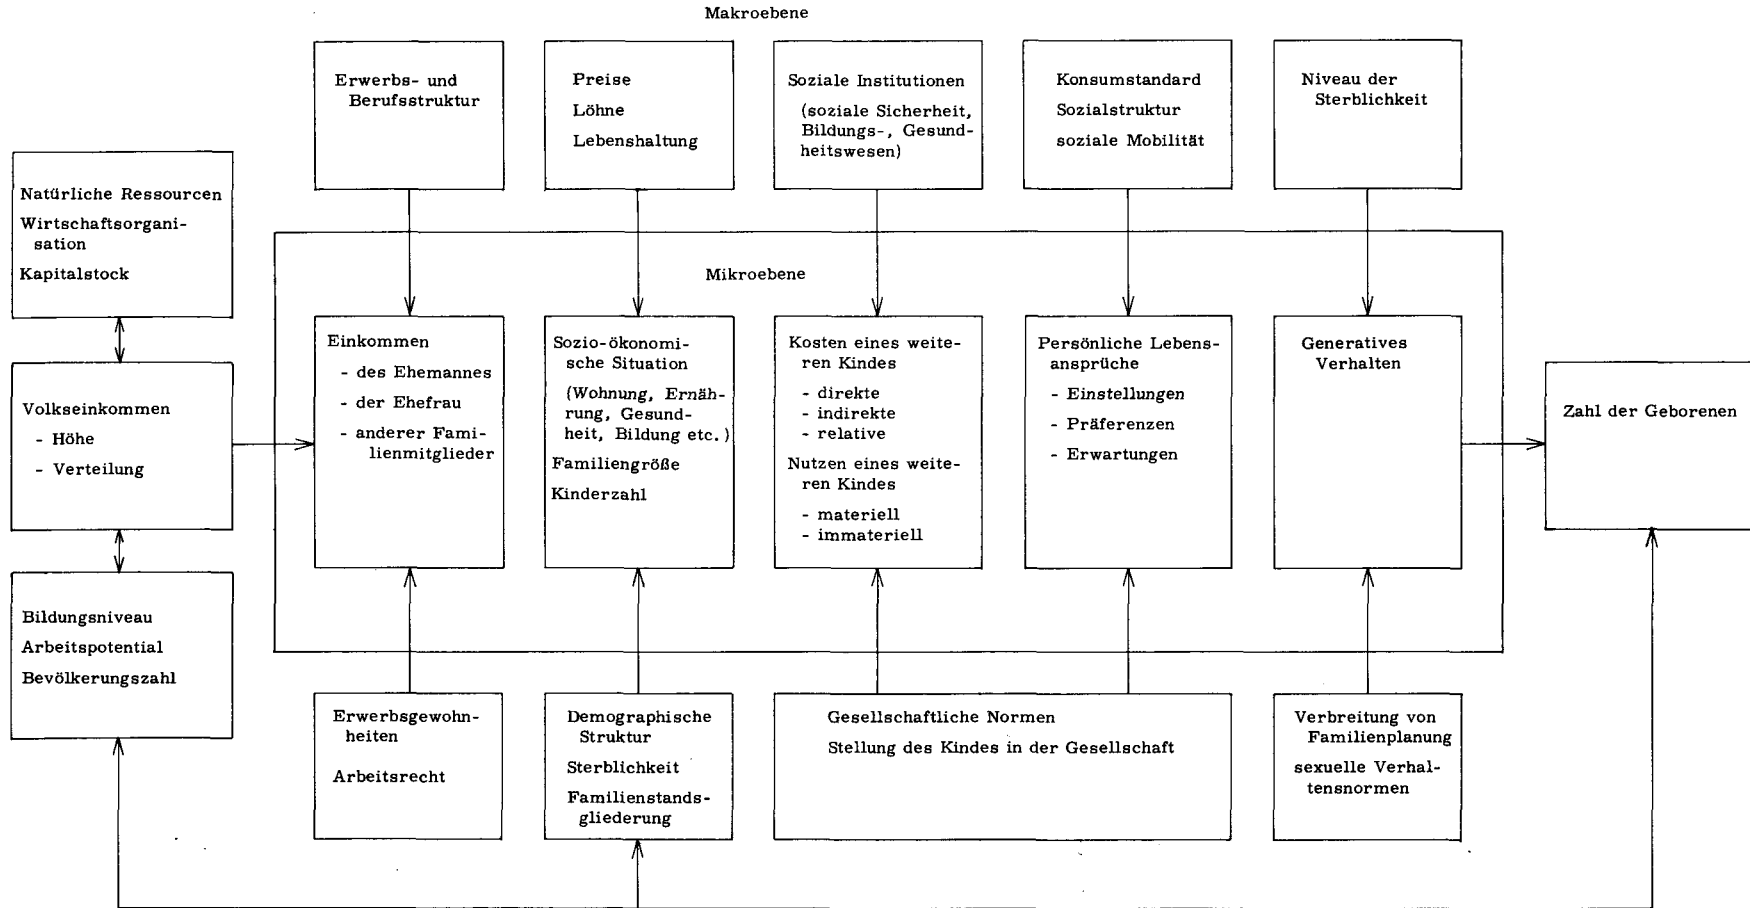 Makroebene
Erwerbs- und
Berufsstruktur
Preise
Löhne
Lebenshaltung
Soziale Institutionen
(soziale Sicherheit,
Bildungs-, Gesund-
heitswesen)
Konsumstandard
Sozialstruktur
soziale Mobilität
Niveau der
Sterblichkeit
Natürliche Ressourcen
Wirtschaftsorgani-
sation
Kapitalstock
Volkseinkommen
- Höhe
- Verteilung
Bildungsniveau
Arbeitspotential
Bevölkerungszahl
Mikroebene
Einkommen
- des Ehemannes
- der Ehefrau
- anderer Fami-
lienmitglieder
Sozio-ökonomi-
sche Situation
(Wohnung, Ernäh-
rung, Gesund-
heit, Bildung etc.)
Familiengröße
Kinderzahl
Kosten eines weite-
ren Kindes
- direkte
- indirekte
- relative
Nutzen eines weite-
ren Kindes
- materiell
- immateriell
Persönliche Lebens-
ansprüche
- Einstellungen
- Präferenzen
- Erwartungen
Generatives
Verhalten
Zahl der Geborenen
Erwerbsgewohn-
heiten
Arbeitsrecht
Demographische
Struktur
Sterblichkeit
Familienstands-
gliederung
Gesellschaftliche Normen
Stellung des Kindes in der Gesellschaft
Verbreitung von
Familienplanung
sexuelle Verhal-
tensnormen